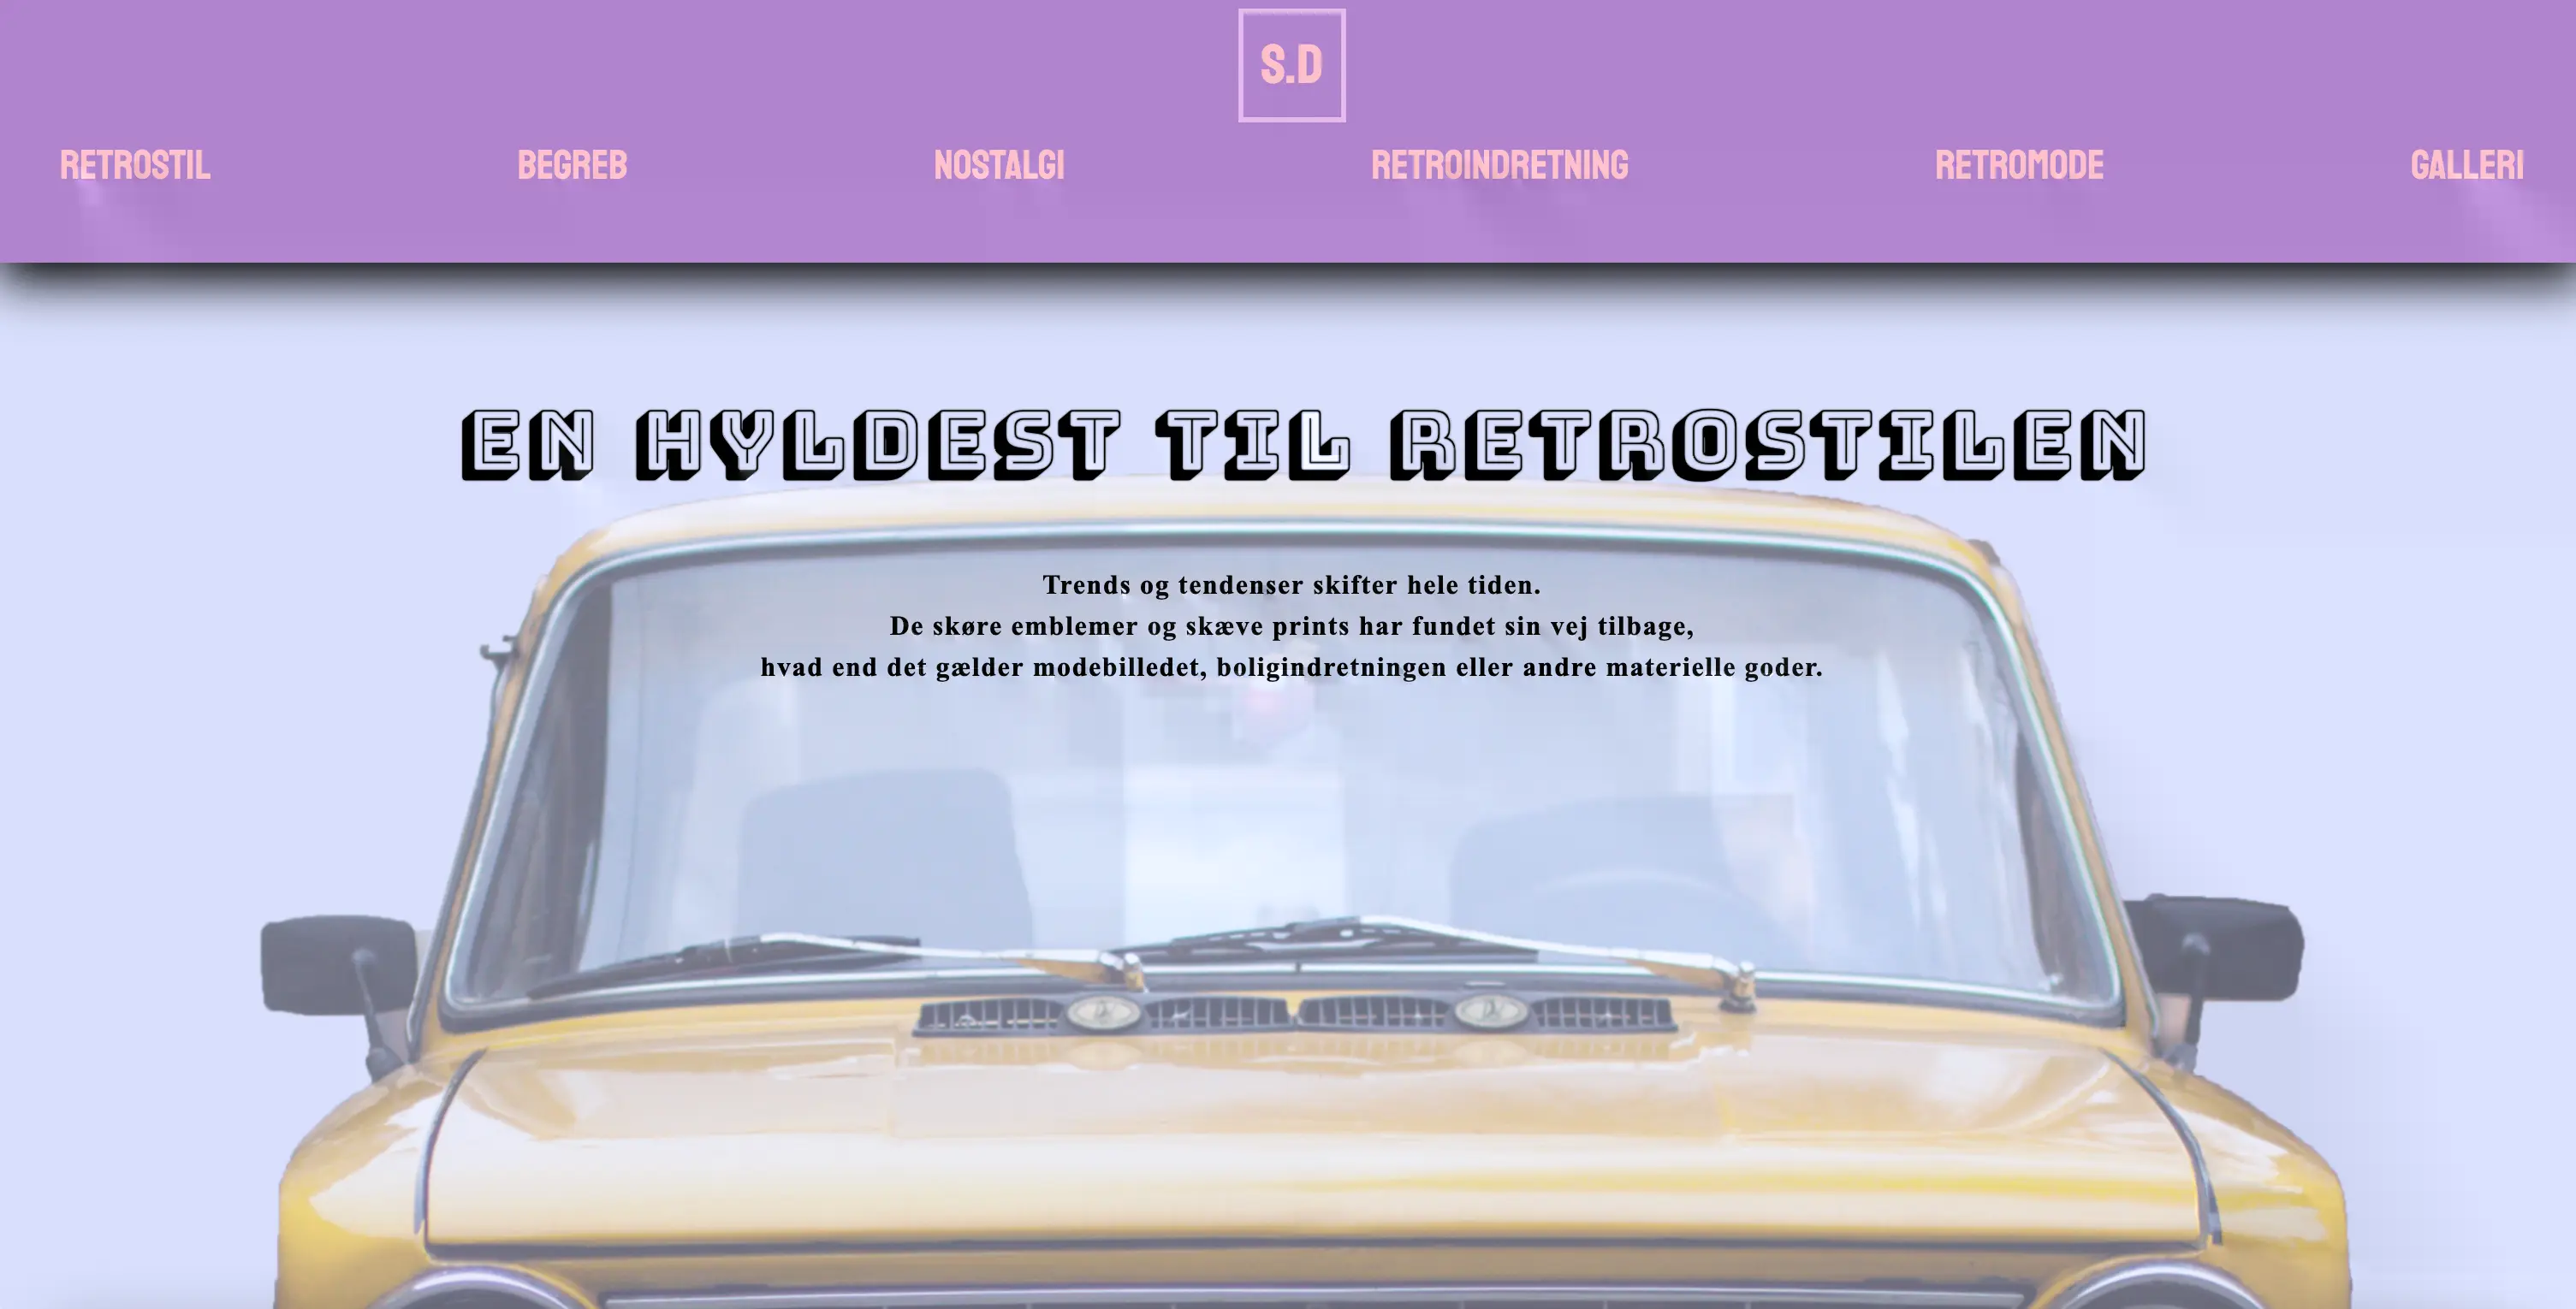 S.D
RETROSTIL BEGREB NOSTALGI RETROINDRETNING RETROMODE GALLERI
EN HYLDEST TIL RETROSTILEN
Trends og tendenser skifter hele tiden.
De skøre emblemer og skæve prints har fundet sin vej tilbage,
hvad end det gælder modebilledet, boligindretningen eller andre materielle goder.